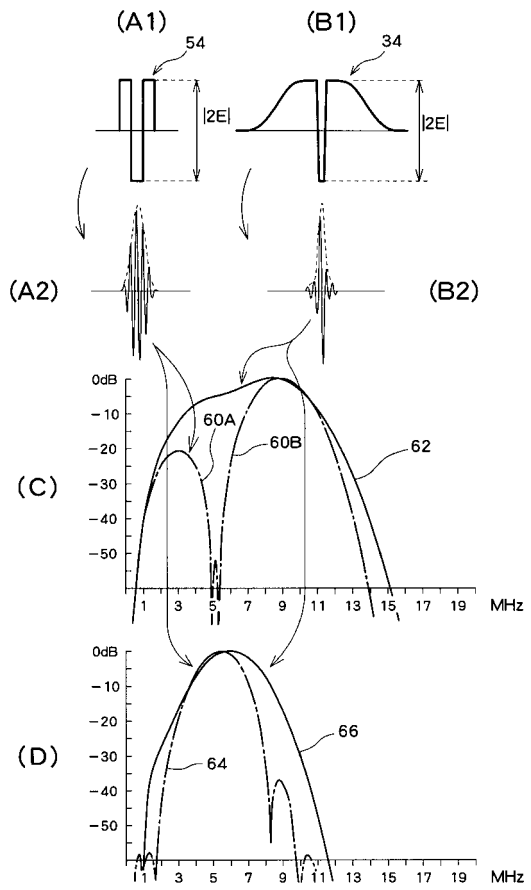 (A1)
(B1)
54
34
|2E|
|2E|
(A2)
(B2)
0dB
-10
-20
-30
-40
-50
60A
60B
62
(C)
1 3 5 7 9 11 13 15 17 19 MHz
0dB
-10
-20
-30
-40
-50
66
64
(D)
1 3 5 7 9 11 13 15 17 19 MHz